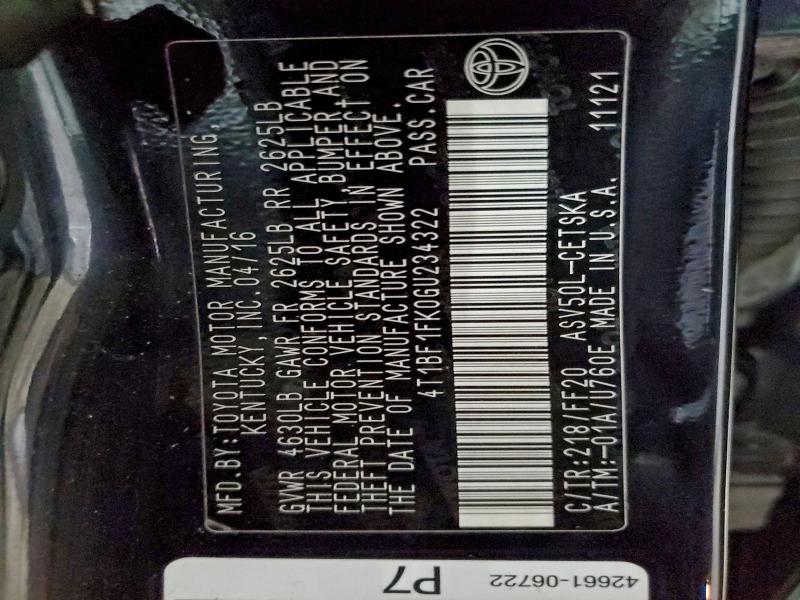 MFD. BY: TOYOTA MOTOR MANUFACTURING,
KENTUCKY, INC. 04/16
GVWR 4630LB GAWR FR 2625LB RR 2625LB
THIS VEHICLE CONFORMS TO ALL APPLICABLE
FEDERAL MOTOR VEHICLE SAFETY, BUMPER, AND
THEFT PREVENTION STANDARDS IN EFFECT ON
THE DATE OF MANUFACTURE SHOWN ABOVE.
4T1BF1FK0GU234322 PASS. CAR
C/TR:218/FF20 ASV50L-CETSKA
A/TM:-01A/U760E MADE IN U.S.A. 11121
P7 42661-06722